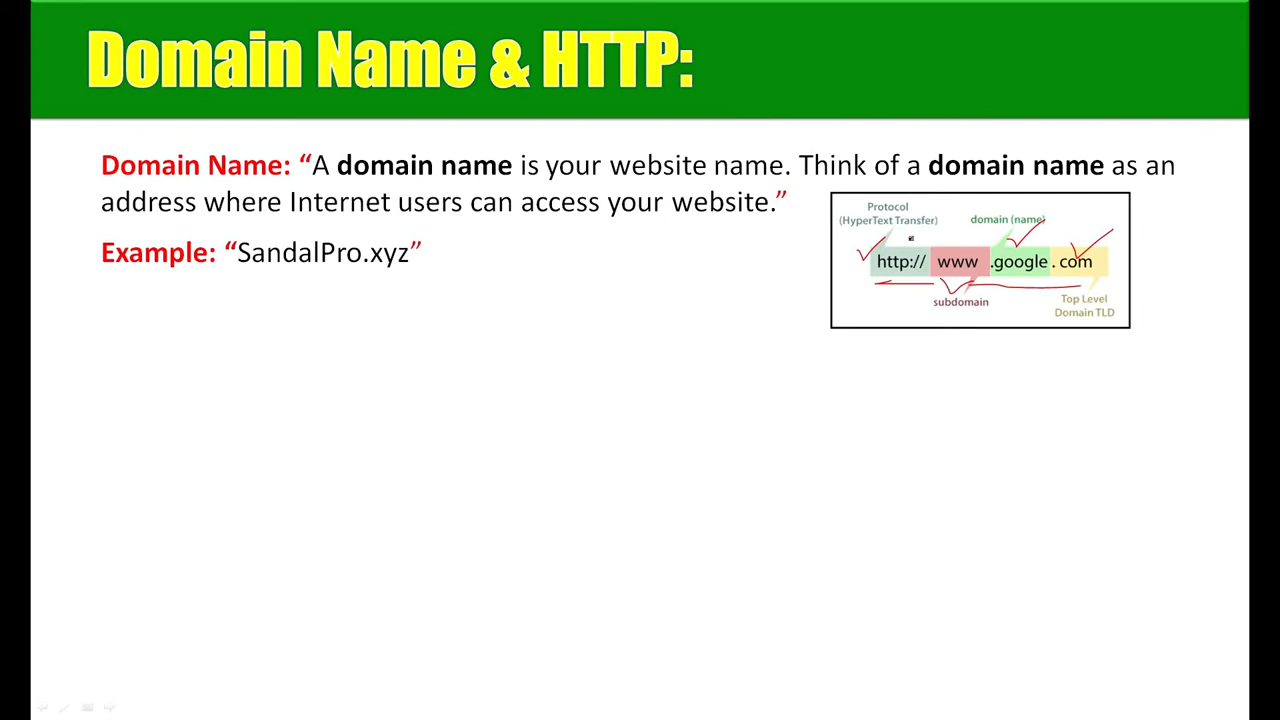 Domain Name & HTTP:
Domain Name: “A domain name is your website name. Think of a domain name as an
address where Internet users can access your website.”
Example: “SandalPro.xyz”
Protocol
(HyperText Transfer)
domain (name)
http:// www .google . com
subdomain
Top Level
Domain TLD